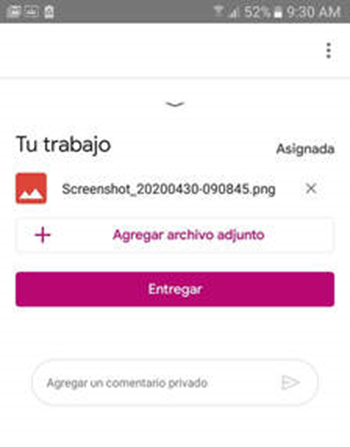 52% 9:30 AM
Tu trabajo
Asignada
Screenshot_20200430-090845.png
Agregar archivo adjunto
Entregar
Agregar un comentario privado